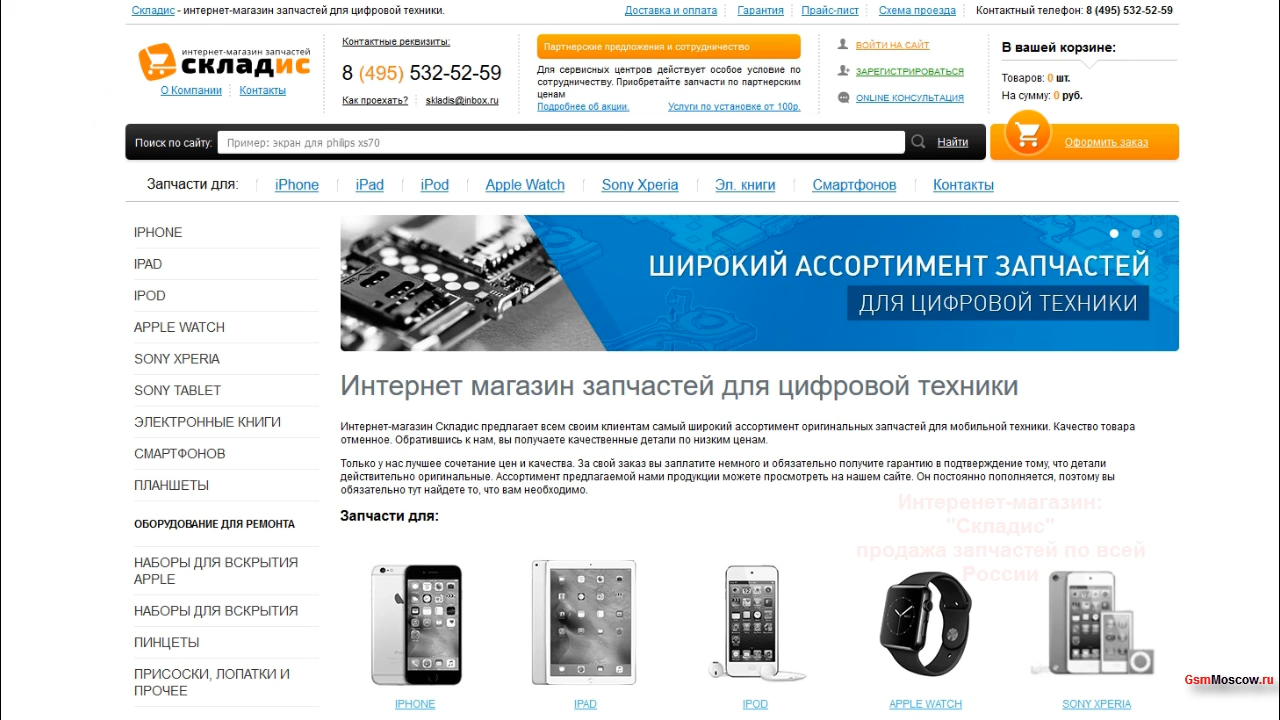 Складис - интернет-магазин запчастей для цифровой техники.
Доставка и оплата
Гарантия
Прайс-лист
Схема проезда
Контактный телефон: 8 (495) 532-52-59
интернет-магазин запчастей
складис
О Компании
Контакты
Контактные реквизиты:
8 (495) 532-52-59
Как проехать?
skladis@inbox.ru
Партнерские предложения и сотрудничество
Для сервисных центров действует особое условие по
сотрудничеству. Приобретайте запчасти по партнерским
ценам
Подробнее об акции.
Услуги по установке от 100р.
ВОЙТИ НА САЙТ
ЗАРЕГИСТРИРОВАТЬСЯ
ONLINE КОНСУЛЬТАЦИЯ
В вашей корзине:
Товаров: 0 шт.
На сумму: 0 руб.
Оформить заказ
Поиск по сайту:
Пример: экран для philips xs70
Найти
Запчасти для:
iPhone
iPad
iPod
Apple Watch
Sony Xperia
Эл. книги
Смартфонов
Контакты
IPHONE
IPAD
IPOD
APPLE WATCH
SONY XPERIA
SONY TABLET
ЭЛЕКТРОННЫЕ КНИГИ
СМАРТФОНОВ
ПЛАНШЕТЫ
ОБОРУДОВАНИЕ ДЛЯ РЕМОНТА
НАБОРЫ ДЛЯ ВСКРЫТИЯ
APPLE
НАБОРЫ ДЛЯ ВСКРЫТИЯ
ПИНЦЕТЫ
ПРИСОСКИ, ЛОПАТКИ И
ПРОЧЕЕ
ШИРОКИЙ АССОРТИМЕНТ ЗАПЧАСТЕЙ
ДЛЯ ЦИФРОВОЙ ТЕХНИКИ
Интернет магазин запчастей для цифровой техники
Интернет-магазин Складис предлагает всем своим клиентам самый широкий ассортимент оригинальных запчастей для мобильной техники. Качество товара
отменное. Обратившись к нам, вы получаете качественные детали по низким ценам.
Только у нас лучшее сочетание цен и качества. За свой заказ вы заплатите немного и обязательно получите гарантию в подтверждение тому, что детали
действительно оригинальные. Ассортимент предлагаемой нами продукции можете просмотреть на нашем сайте. Он постоянно пополняется, поэтому вы
обязательно тут найдете то, что вам необходимо.
Интеренет-магазин:
"Складис"
продажа запчастей по всей
России
Запчасти для:
IPHONE
IPAD
IPOD
APPLE WATCH
SONY XPERIA
GsmMoscow.ru